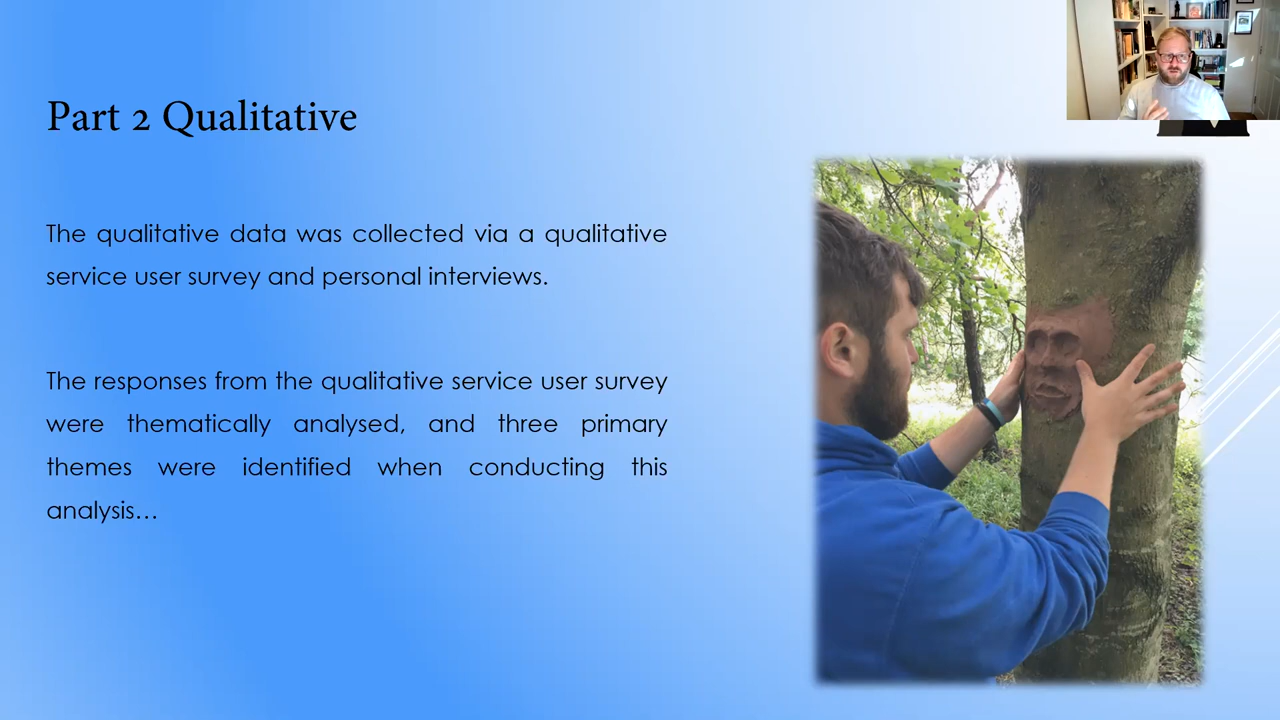 Part 2 Qualitative
The qualitative data was collected via a qualitative
service user survey and personal interviews.
The responses from the qualitative service user survey
were thematically analysed, and three primary
themes were identified when conducting this
analysis…